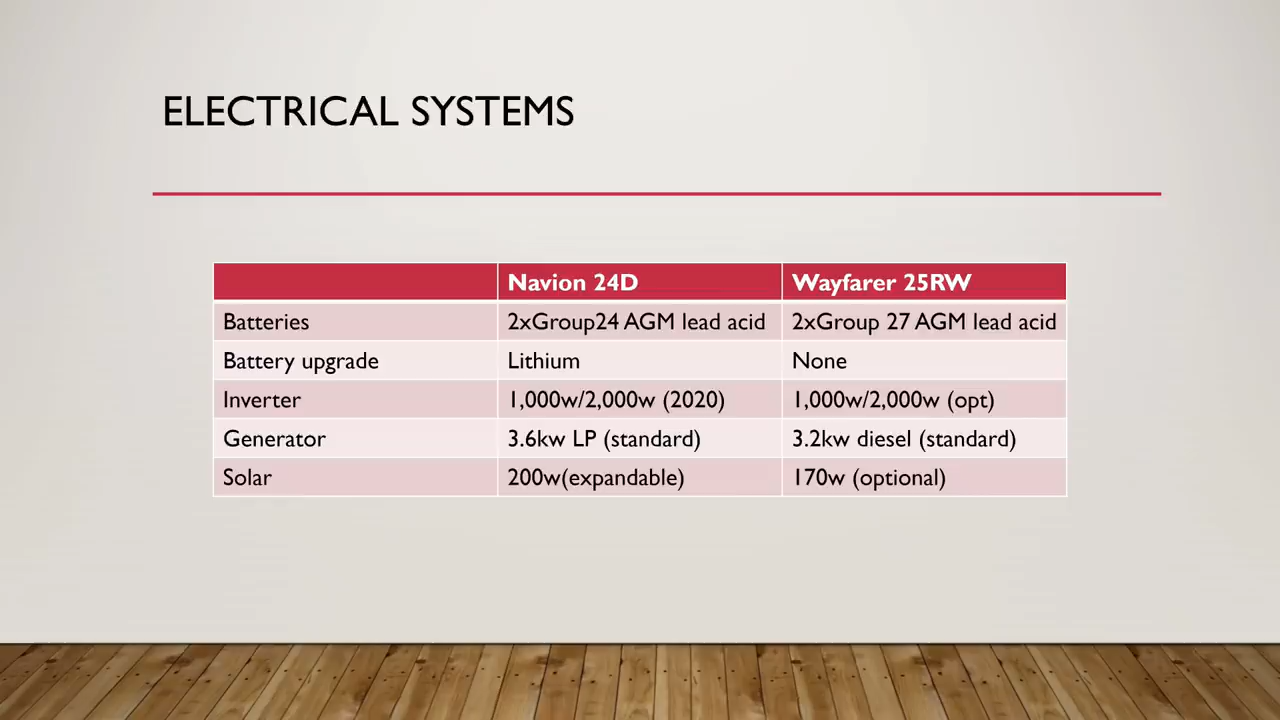 ELECTRICAL SYSTEMS
Navion 24D Wayfarer 25RW
Batteries 2xGroup24 AGM lead acid 2xGroup 27 AGM lead acid
Battery upgrade Lithium None
Inverter 1,000w/2,000w (2020) 1,000w/2,000w (opt)
Generator 3.6kw LP (standard) 3.2kw diesel (standard)
Solar 200w(expandable) 170w (optional)